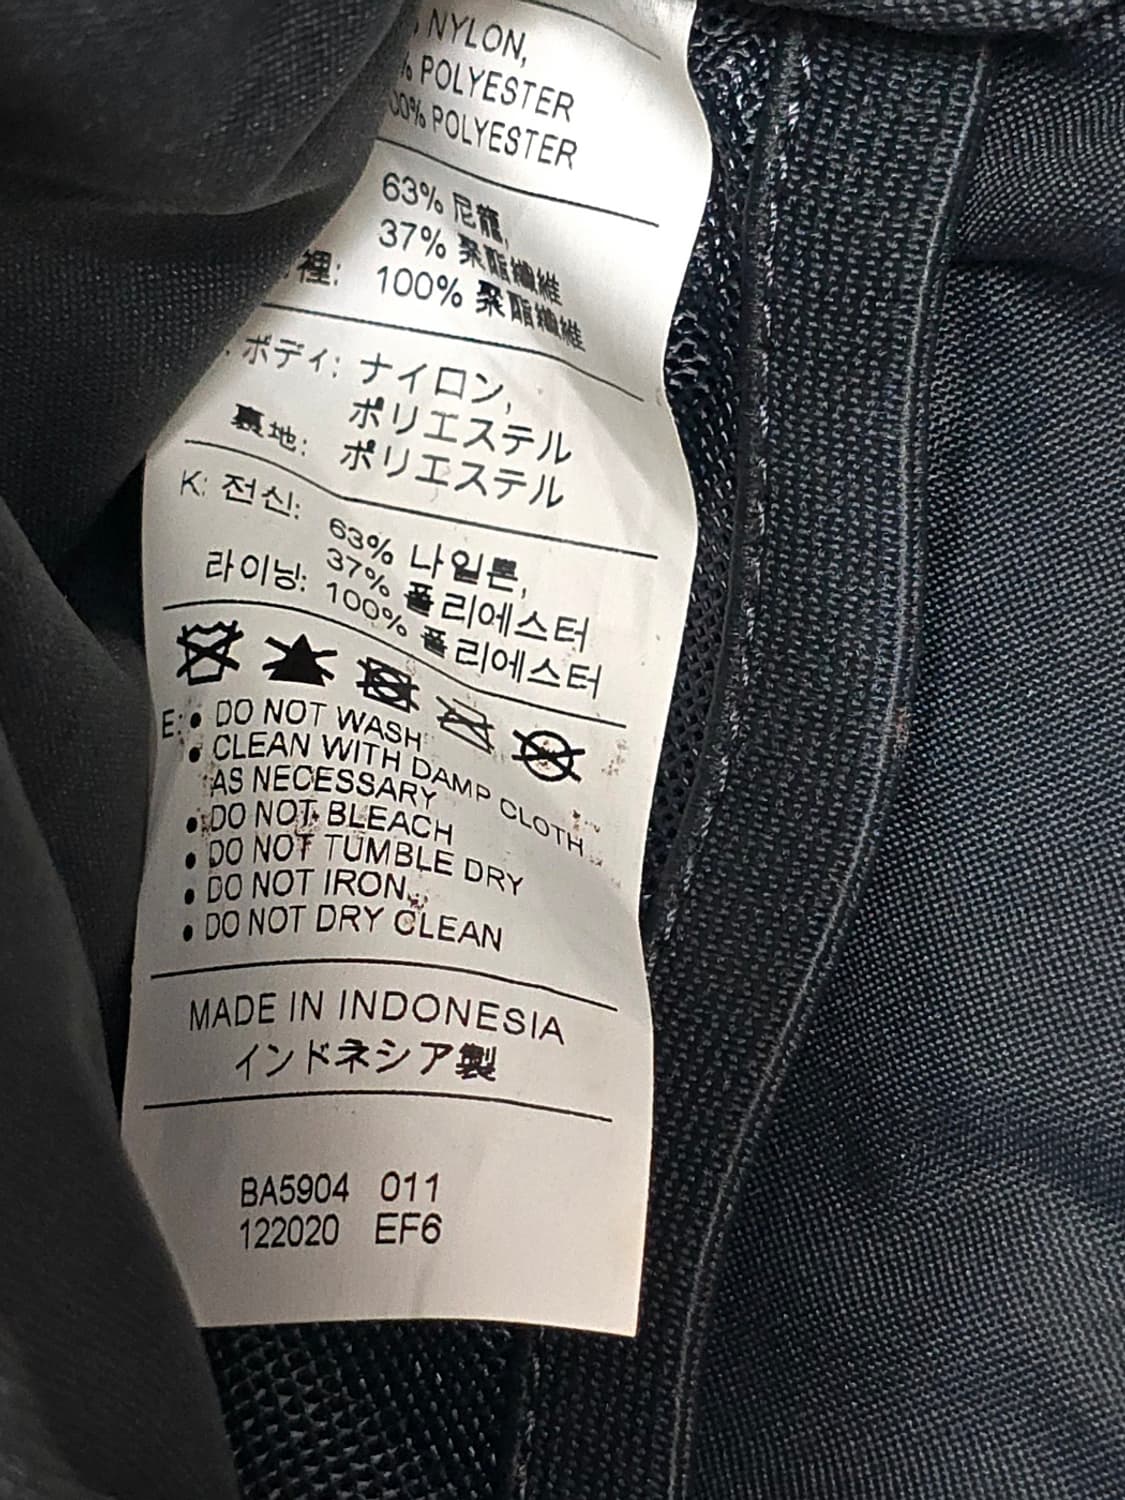 NYLON,
% POLYESTER
00% POLYESTER
63% 尼龍,
37% 聚酯纖維
裡: 100% 聚酯纖維
ボディ: ナイロン,
ポリエステル
裏地: ポリエステル
K: 전신: 63% 나일론,
37% 폴리에스터
라이닝: 100% 폴리에스터
E: • DO NOT WASH
• CLEAN WITH DAMP CLOTH
AS NECESSARY
• DO NOT BLEACH
• DO NOT TUMBLE DRY
• DO NOT IRON
• DO NOT DRY CLEAN
MADE IN INDONESIA
インドネシア製
BA5904 011
122020 EF6